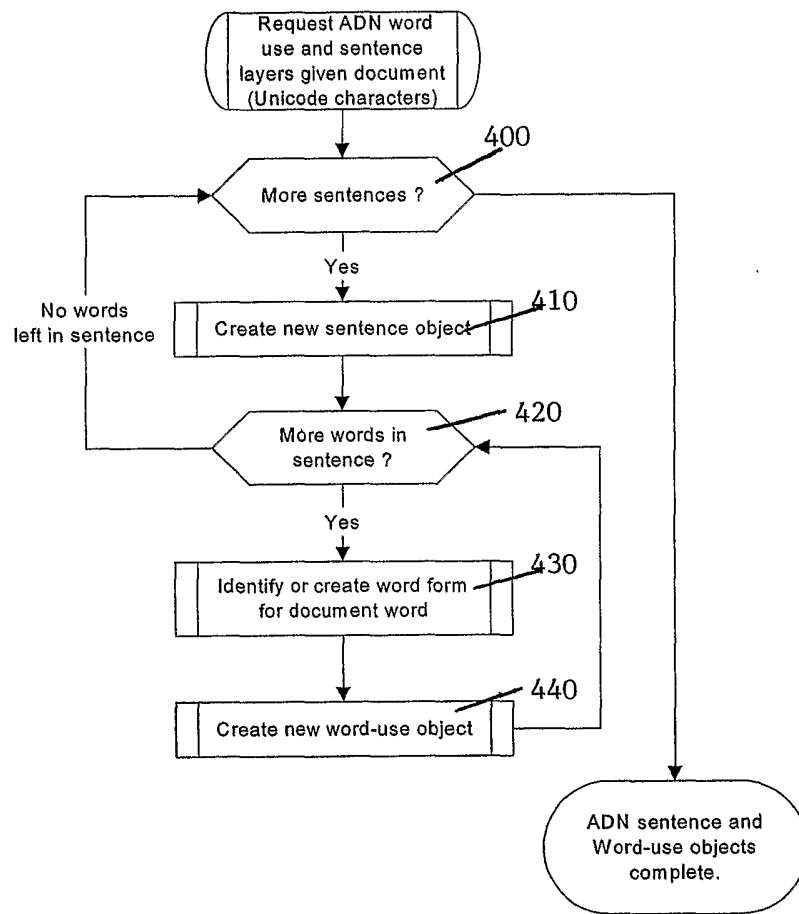 Request ADN word
use and sentence
layers given document
(Unicode characters)
400
More sentences ?
Yes
No words
left in sentence
410
Create new sentence object
420
More words in
sentence ?
Yes
430
Identify or create word form
for document word
440
Create new word-use object
ADN sentence and
Word-use objects
complete.